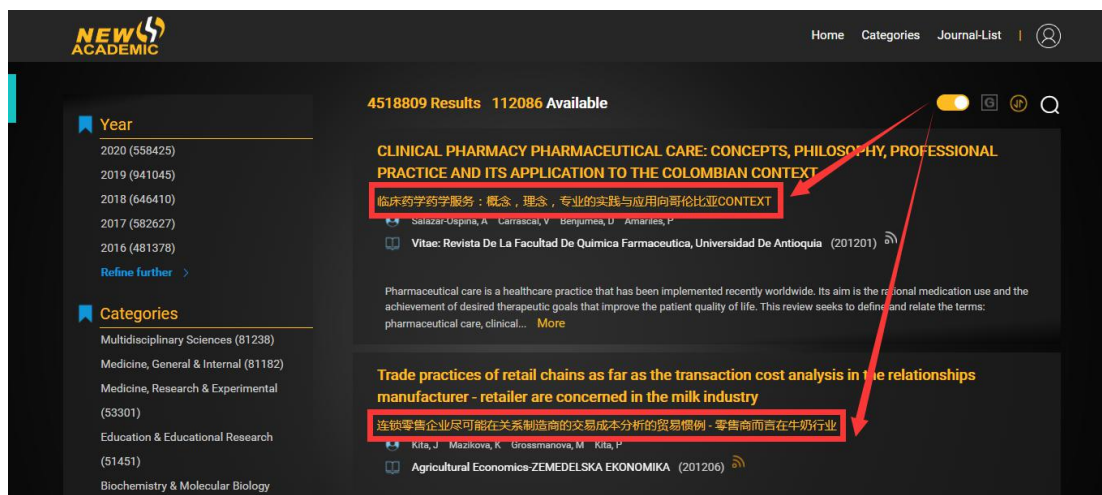 NEW
ACADEMIC
Home Categories Journal-List |
4518809 Results 112086 Available
G
Year
2020 (558425)
2019 (941045)
2018 (646410)
2017 (582627)
2016 (481378)
Refine further >
Categories
Multidisciplinary Sciences (81238)
Medicine, General & Internal (81182)
Medicine, Research & Experimental
(53301)
Education & Educational Research
(51451)
Biochemistry & Molecular Biology
CLINICAL PHARMACY PHARMACEUTICAL CARE: CONCEPTS, PHILOSOPHY, PROFESSIONAL
PRACTICE AND ITS APPLICATION TO THE COLOMBIAN CONTEXT
临床药学药学服务：概念，理念，专业的实践与应用向哥伦比亚CONTEXT
Salazar-Ospina, A Carrascal, V Benjumea, D Amariles, P
Vitae: Revista De La Facultad De Quimica Farmaceutica, Universidad De Antioquia (201201)
Pharmaceutical care is a healthcare practice that has been implemented recently worldwide. Its aim is the rational medication use and the
achievement of desired therapeutic goals that improve the patient quality of life. This review seeks to define and relate the terms:
pharmaceutical care, clinical... More
Trade practices of retail chains as far as the transaction cost analysis in the relationships
manufacturer - retailer are concerned in the milk industry
连锁零售企业尽可能在关系制造商的交易成本分析的贸易惯例 - 零售商而言在牛奶行业
Kita, J Mazikova, K Grossmanova, M Kita, P
Agricultural Economics-ZEMEDELSKA EKONOMIKA (201206)